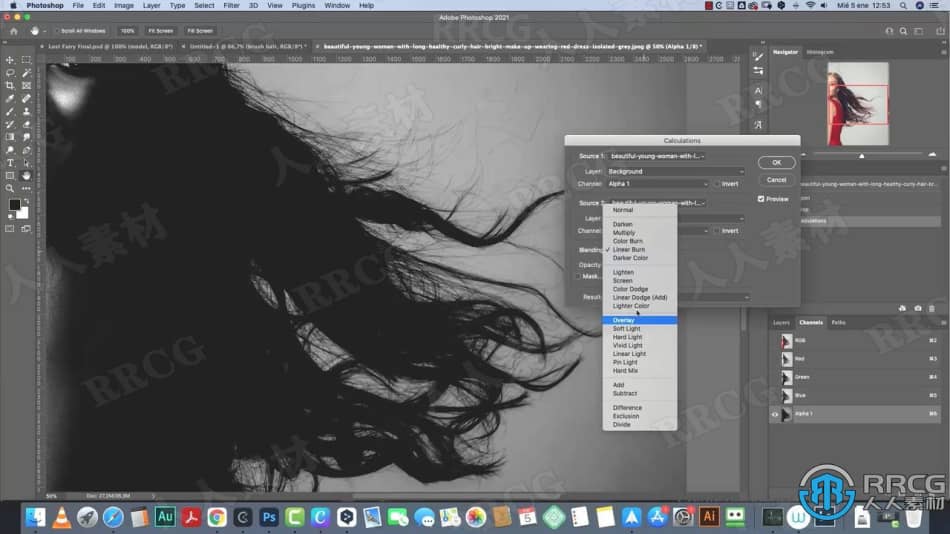 Photoshop File Edit Image Layer Type Select Filter 3D View Plugins Window Help
Mié 5 ene 12:53
Adobe Photoshop 2021
Scroll All Windows 100% Fit Screen Fill Screen
Last Fairy Final.psd @ 100% (model, RGB/8*) Untitled-1 @ 66,7% (brush hair, RGB/8*) * beautiful-young-woman-with-long-healthy-curly-hair-bright-make-up-wearing-red-dress-isolated-grey.jpeg @ 50% (Alpha 1/8) *
Navigator Histogram
Calculations
Source 1: beautiful-young-woman-with-l...
OK
Layer: Background
Cancel
Channel: Alpha 1 Invert
Preview
Source 2: beautiful-young-woman-with-l...
Layer
Channel Invert
Blending
Opacity
Mask...
Result
Normal
Darken
Multiply
Color Burn
✓ Linear Burn
Darker Color
Lighten
Screen
Color Dodge
Linear Dodge (Add)
Lighter Color
Overlay
Soft Light
Hard Light
Vivid Light
Linear Light
Pin Light
Hard Mix
Add
Subtract
Difference
Exclusion
Divide
beautiful-young-woman-with-long-healthy-curly-hair-br...
Layers Channels Paths
RGB ⌘2
Red ⌘3
Green ⌘4
Blue ⌘5
Alpha 1 ⌘6
50%
RRCG
人人素材